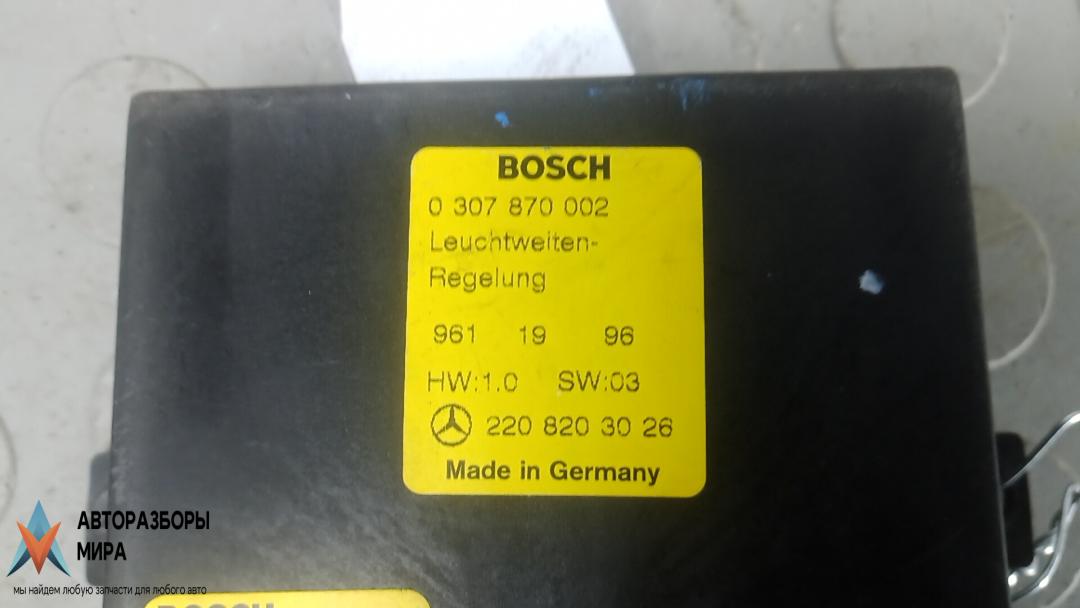 BOSCH
0 307 870 002
Leuchtweiten-
Regelung
961 19 96
HW:1.0 SW:03
220 820 30 26
Made in Germany
АВТОРАЗБОРЫ
МИРА
мы найдем любую запчасти для любого авто
BOSCH